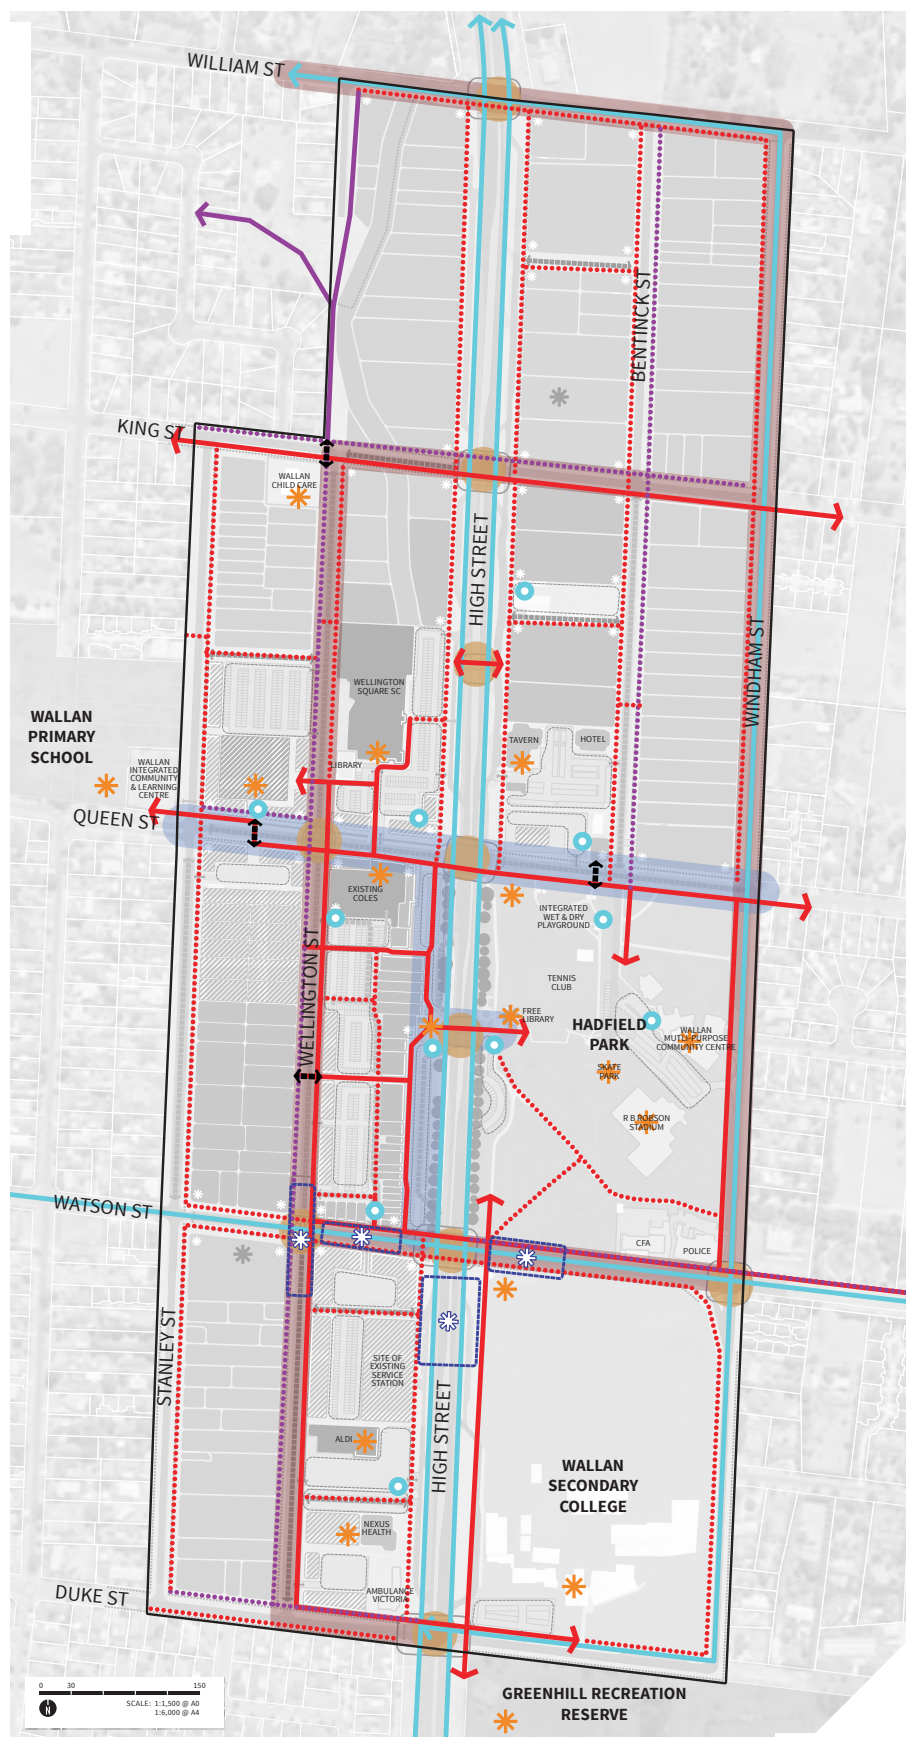 WILLIAM ST
BENTINCK ST
KING ST
WALLAN
CHILD CARE
HIGH STREET
WINDHAM ST
WELLINGTON
SQUARE SC
WALLAN
PRIMARY
SCHOOL
TAVERN
HOTEL
LIBRARY
WALLAN
INTEGRATED
COMMUNITY
& LEARNING
CENTRE
QUEEN ST
EXISTING
COLES
INTEGRATED
WET & DRY
PLAYGROUND
WELLINGTON ST
TENNIS
CLUB
FREE
LIBRARY
HADFIELD
PARK
WALLAN
MULTI-PURPOSE
COMMUNITY CENTRE
SKATE
PARK
R B ROBSON
STADIUM
WATSON ST
CFA
POLICE
STANLEY ST
SITE OF
EXISTING
SERVICE
STATION
HIGH STREET
ALDI
WALLAN
SECONDARY
COLLEGE
NEXUS
HEALTH
AMBULANCE
VICTORIA
DUKE ST
GREENHILL RECREATION
RESERVE
0 30 150
SCALE: 1:1,500 @ A0
1:6,000 @ A4
N